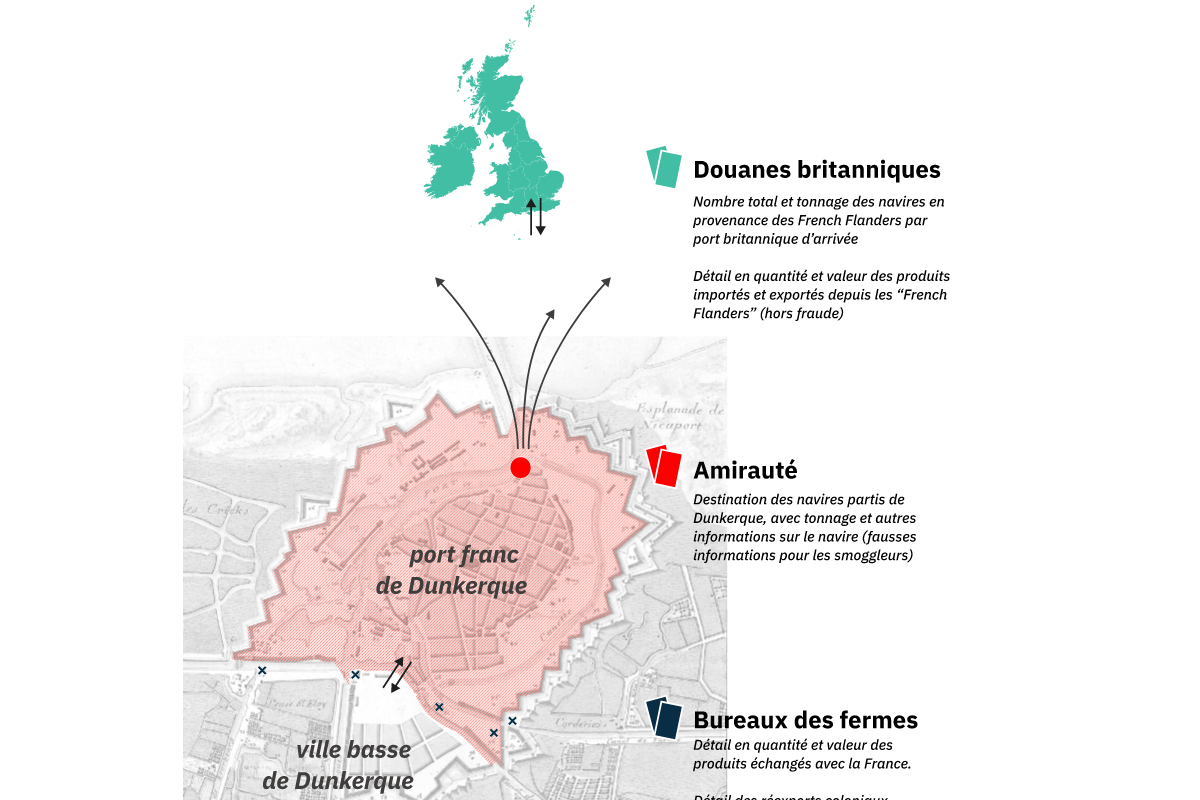 Douanes britanniques
Nombre total et tonnage des navires en
provenance des French Flanders par
port britannique d’arrivée
Détail en quantité et valeur des produits
importés et exportés depuis les “French
Flanders” (hors fraude)
Esplanade de
Nieuport
Amirauté
Destination des navires partis de
Dunkerque, avec tonnage et autres
informations sur le navire (fausses
informations pour les smoggleurs)
port franc
de Dunkerque
Bureaux des fermes
Détail en quantité et valeur des
produits échangés avec la France.
Détail des réexports coloniaux
Corderies
ville basse
de Dunkerque